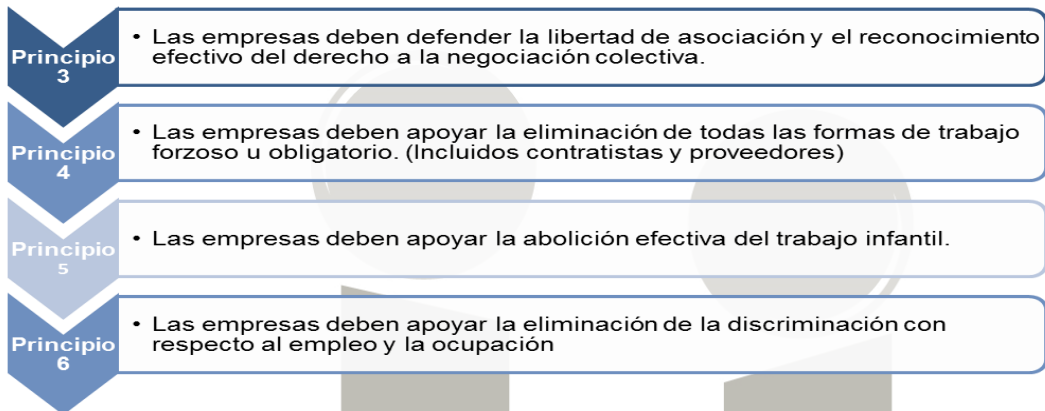 Principio
3
• Las empresas deben defender la libertad de asociación y el reconocimiento
efectivo del derecho a la negociación colectiva.
Principio
4
• Las empresas deben apoyar la eliminación de todas las formas de trabajo
forzoso u obligatorio. (Incluidos contratistas y proveedores)
Principio
5
• Las empresas deben apoyar la abolición efectiva del trabajo infantil.
Principio
6
• Las empresas deben apoyar la eliminación de la discriminación con
respecto al empleo y la ocupación